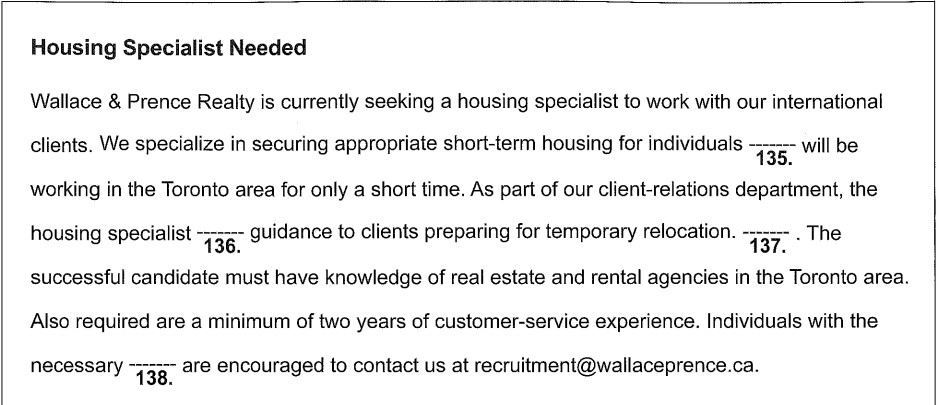 Housing Specialist Needed
Wallace & Prence Realty is currently seeking a housing specialist to work with our international
clients. We specialize in securing appropriate short-term housing for individuals ------- will be
135.
working in the Toronto area for only a short time. As part of our client-relations department, the
housing specialist ------- guidance to clients preparing for temporary relocation. ------- . The
136. 137.
successful candidate must have knowledge of real estate and rental agencies in the Toronto area.
Also required are a minimum of two years of customer-service experience. Individuals with the
necessary ------- are encouraged to contact us at recruitment@wallaceprence.ca.
138.